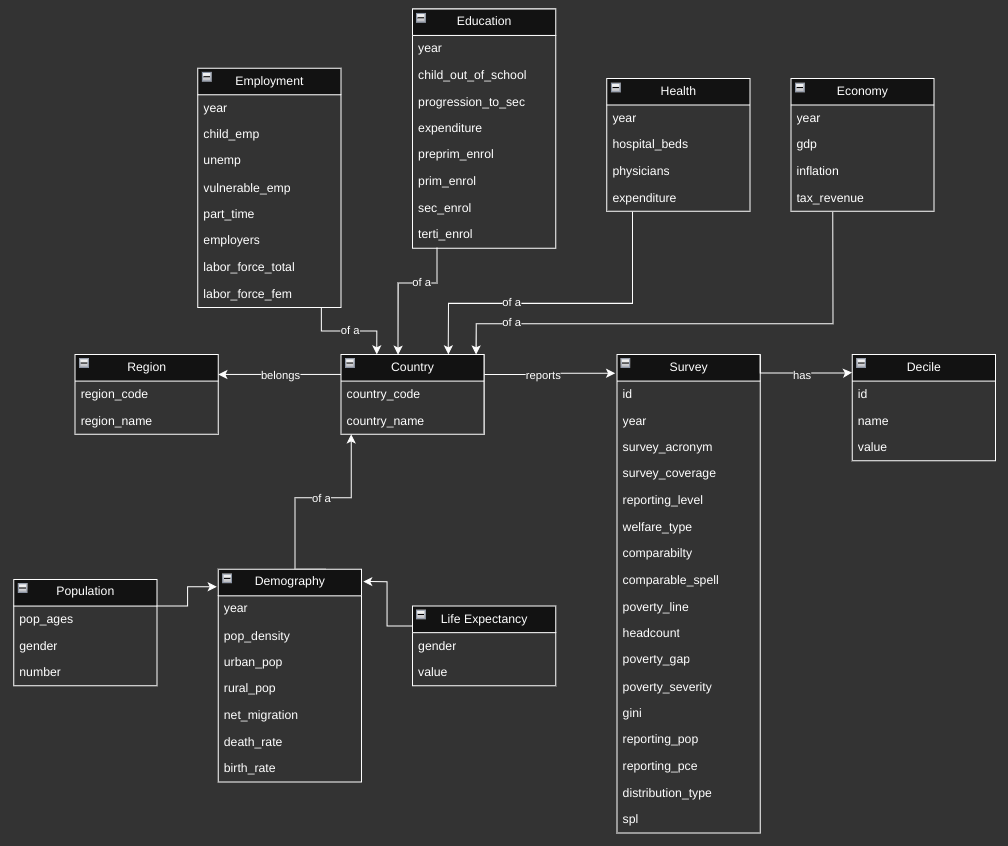 Education
year
child_out_of_school
progression_to_sec
expenditure
preprim_enrol
prim_enrol
sec_enrol
terti_enrol
Employment
year
child_emp
unemp
vulnerable_emp
part_time
employers
labor_force_total
labor_force_fem
Health
year
hospital_beds
physicians
expenditure
Economy
year
gdp
inflation
tax_revenue
of a
of a
of a
of a
Region
region_code
region_name
belongs
Country
country_code
country_name
reports
Survey
id
year
survey_acronym
survey_coverage
reporting_level
welfare_type
comparabilty
comparable_spell
poverty_line
headcount
poverty_gap
poverty_severity
gini
reporting_pop
reporting_pce
distribution_type
spl
has
Decile
id
name
value
of a
Population
pop_ages
gender
number
Demography
year
pop_density
urban_pop
rural_pop
net_migration
death_rate
birth_rate
Life Expectancy
gender
value